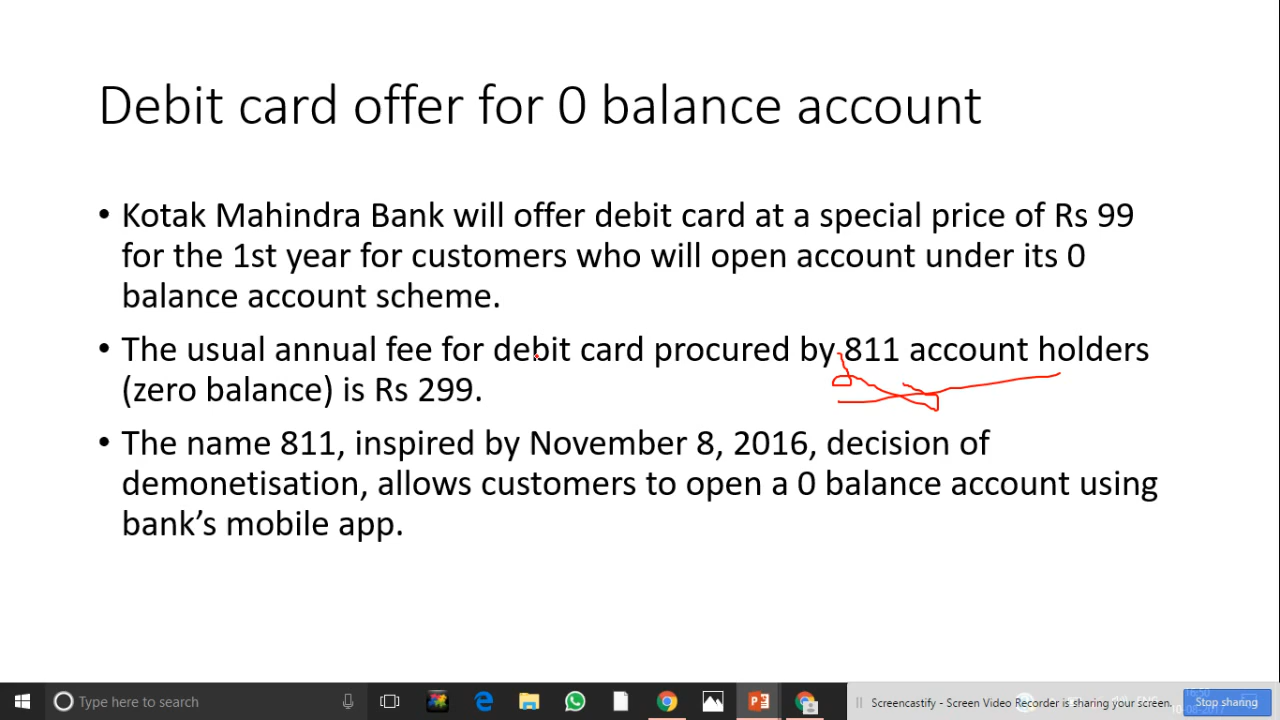 Debit card offer for 0 balance account
• Kotak Mahindra Bank will offer debit card at a special price of Rs 99
for the 1st year for customers who will open account under its 0
balance account scheme.
• The usual annual fee for debit card procured by 811 account holders
(zero balance) is Rs 299.
• The name 811, inspired by November 8, 2016, decision of
demonetisation, allows customers to open a 0 balance account using
bank’s mobile app.
Type here to search
Screencastify - Screen Video Recorder is sharing your screen.
Stop sharing